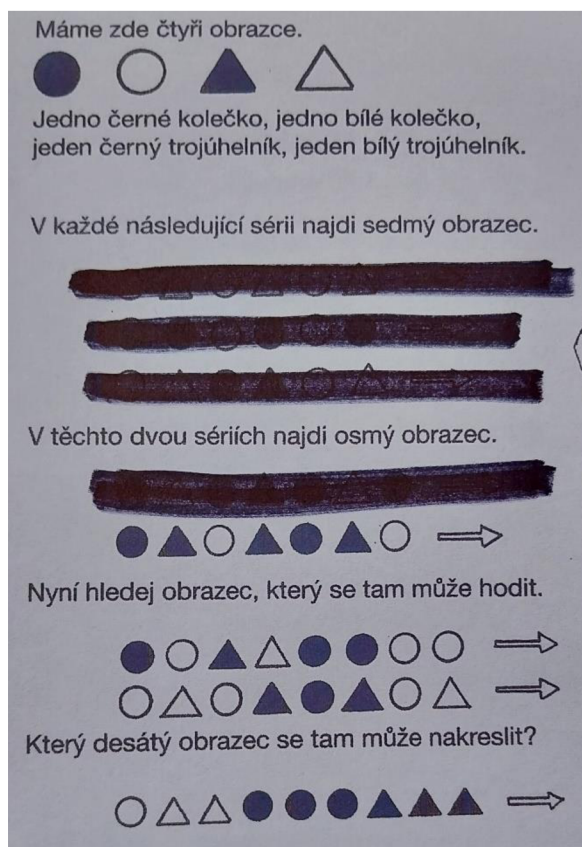 Máme zde čtyři obrazce.
Jedno černé kolečko, jedno bílé kolečko,
jeden černý trojúhelník, jeden bílý trojúhelník.
V každé následující sérii najdi sedmý obrazec.
V těchto dvou sériích najdi osmý obrazec.
Nyní hledej obrazec, který se tam může hodit.
Který desátý obrazec se tam může nakreslit?